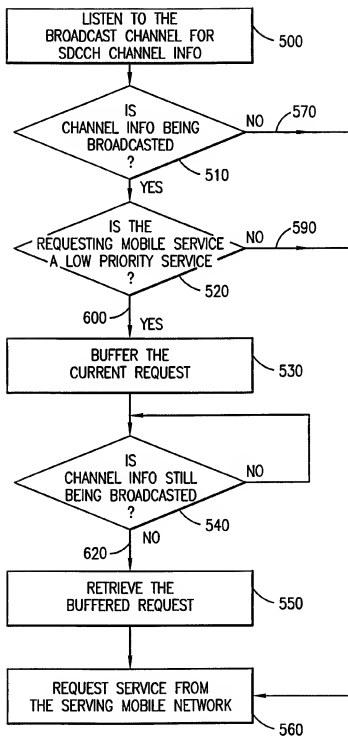 LISTEN TO THE
BROADCAST CHANNEL FOR
SDCCH CHANNEL INFO
500
IS
CHANNEL INFO BEING
BROADCASTED
?
NO
570
510
YES
IS THE
REQUESTING MOBILE SERVICE
A LOW PRIORITY SERVICE
?
NO
590
520
600
YES
BUFFER THE
CURRENT REQUEST
530
IS
CHANNEL INFO STILL
BEING BROADCASTED
?
NO
540
620
NO
RETRIEVE THE
BUFFERED REQUEST
550
REQUEST SERVICE FROM
THE SERVING MOBILE NETWORK
560